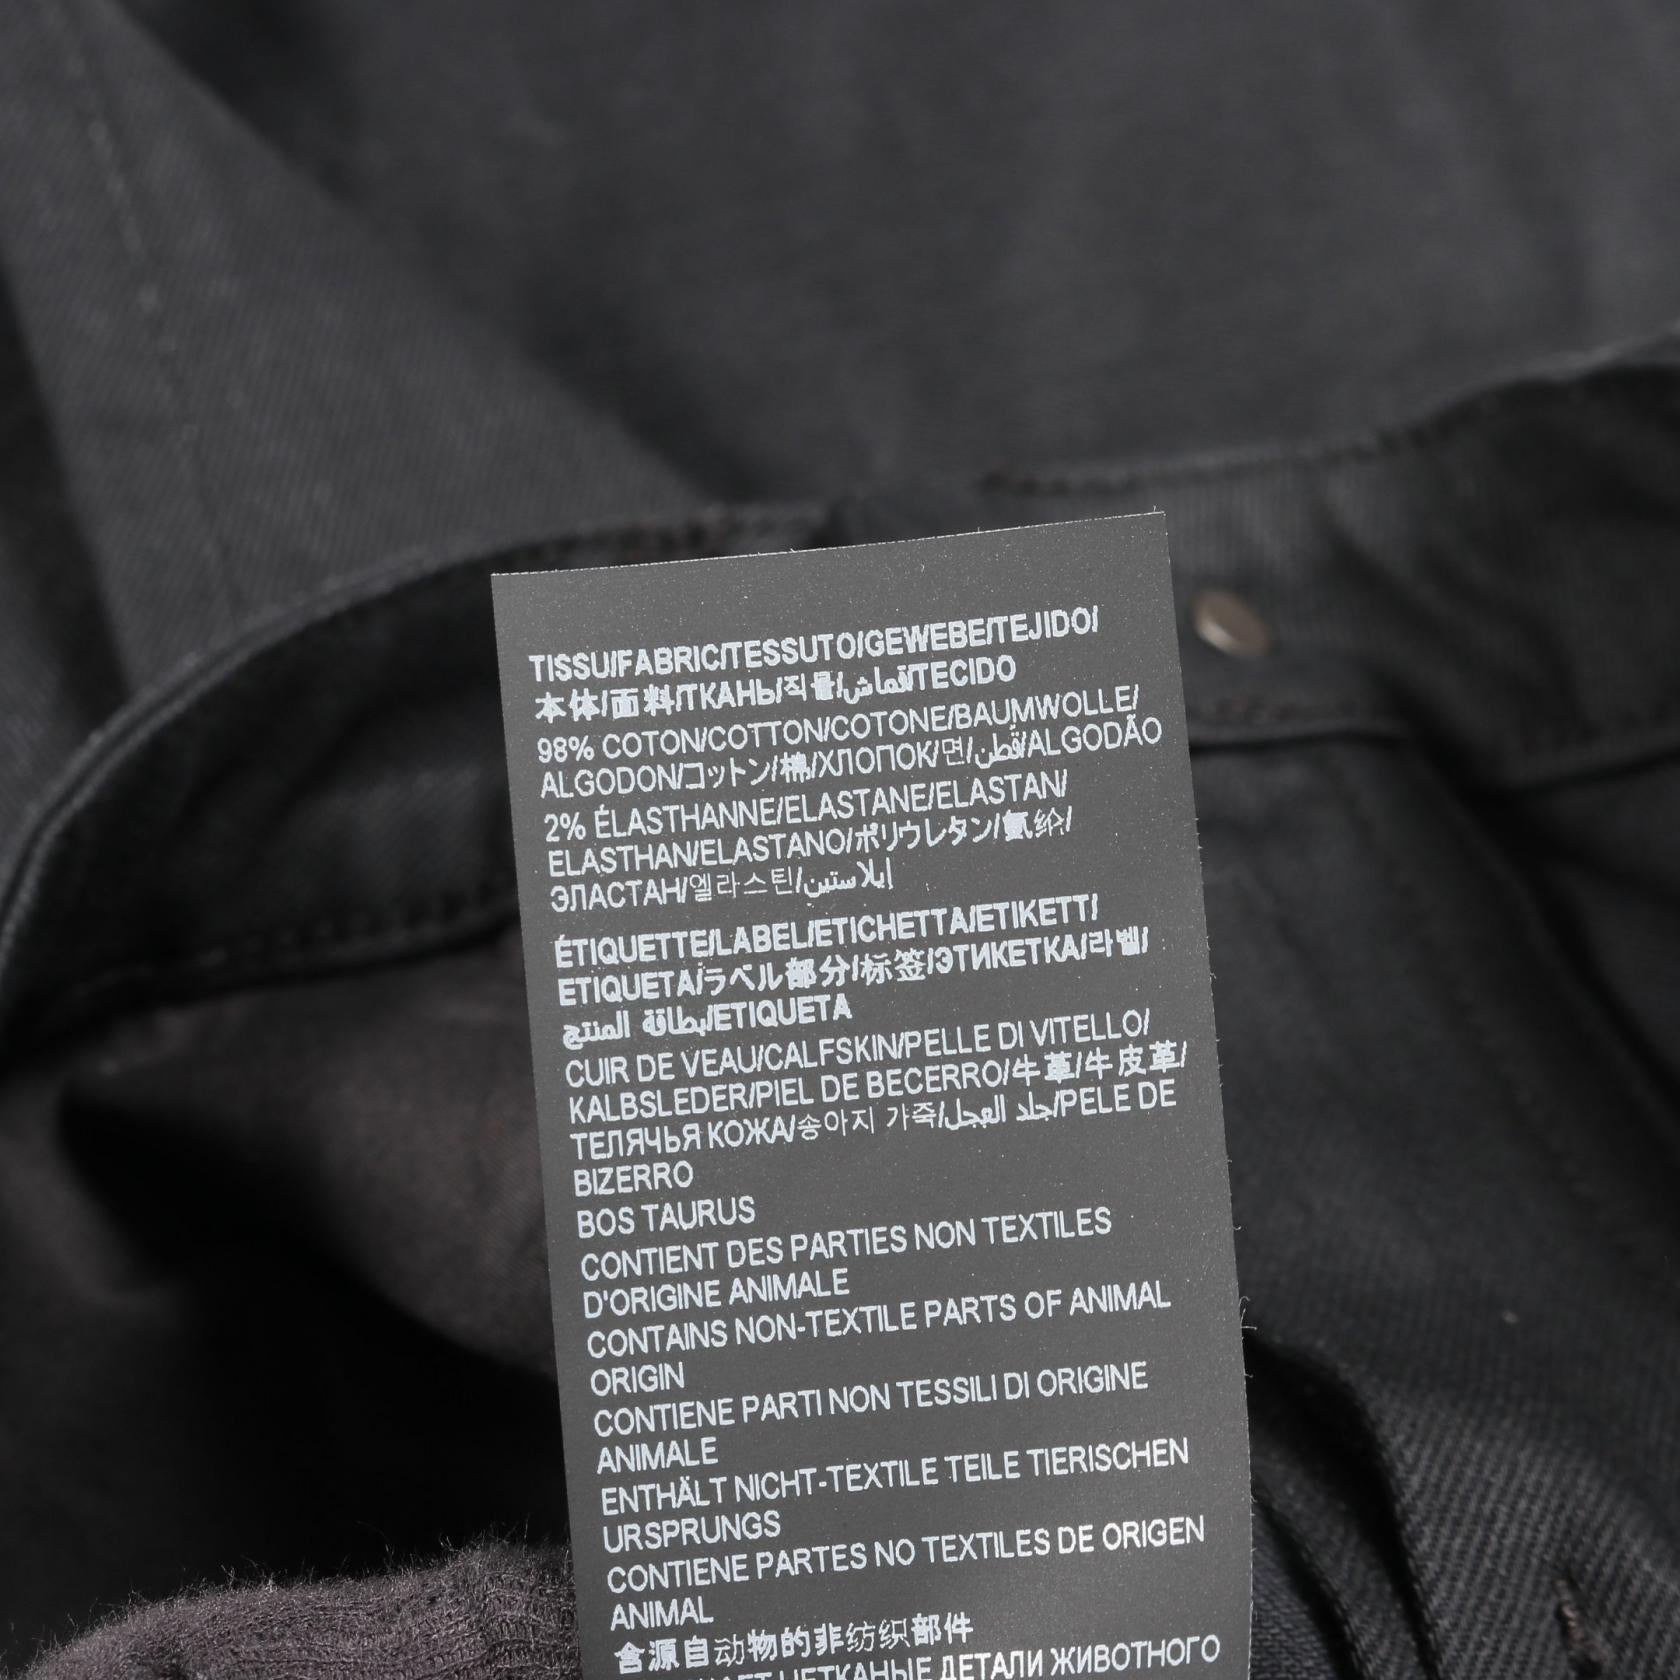 TISSU/FABRIC/TESSUTO/GEWEBE/TEJIDO/
本体/面料/ТКАНЬ/직물/قماش/TECIDO
98% COTON/COTTON/COTONE/BAUMWOLLE/
ALGODON/コットン/棉/ХЛОПОК/면/قطن/ALGODÃO
2% ÉLASTHANNE/ELASTANE/ELASTAN/
ELASTHAN/ELASTANO/ポリウレタン/氨纶/
ЭЛАСТАН/엘라스틴/إيلاستين
ÉTIQUETTE/LABEL/ETICHETTA/ETIKETT/
ETIQUETA/ラベル部分/标签/ЭТИКЕТКА/라벨/
بطاقة المنتج/ETIQUETA
CUIR DE VEAU/CALFSKIN/PELLE DI VITELLO/
KALBSLEDER/PIEL DE BECERRO/牛革/牛皮革/
ТЕЛЯЧЬЯ КОЖА/송아지 가죽/جلد العجل/PELE DE
BIZERRO
BOS TAURUS
CONTIENT DES PARTIES NON TEXTILES
D'ORIGINE ANIMALE
CONTAINS NON-TEXTILE PARTS OF ANIMAL
ORIGIN
CONTIENE PARTI NON TESSILI DI ORIGINE
ANIMALE
ENTHÄLT NICHT-TEXTILE TEILE TIERISCHEN
URSPRUNGS
CONTIENE PARTES NO TEXTILES DE ORIGEN
ANIMAL
含源自动物的非纺织部件
НЕТКАНЫЕ ДЕТАЛИ ЖИВОТНОГО